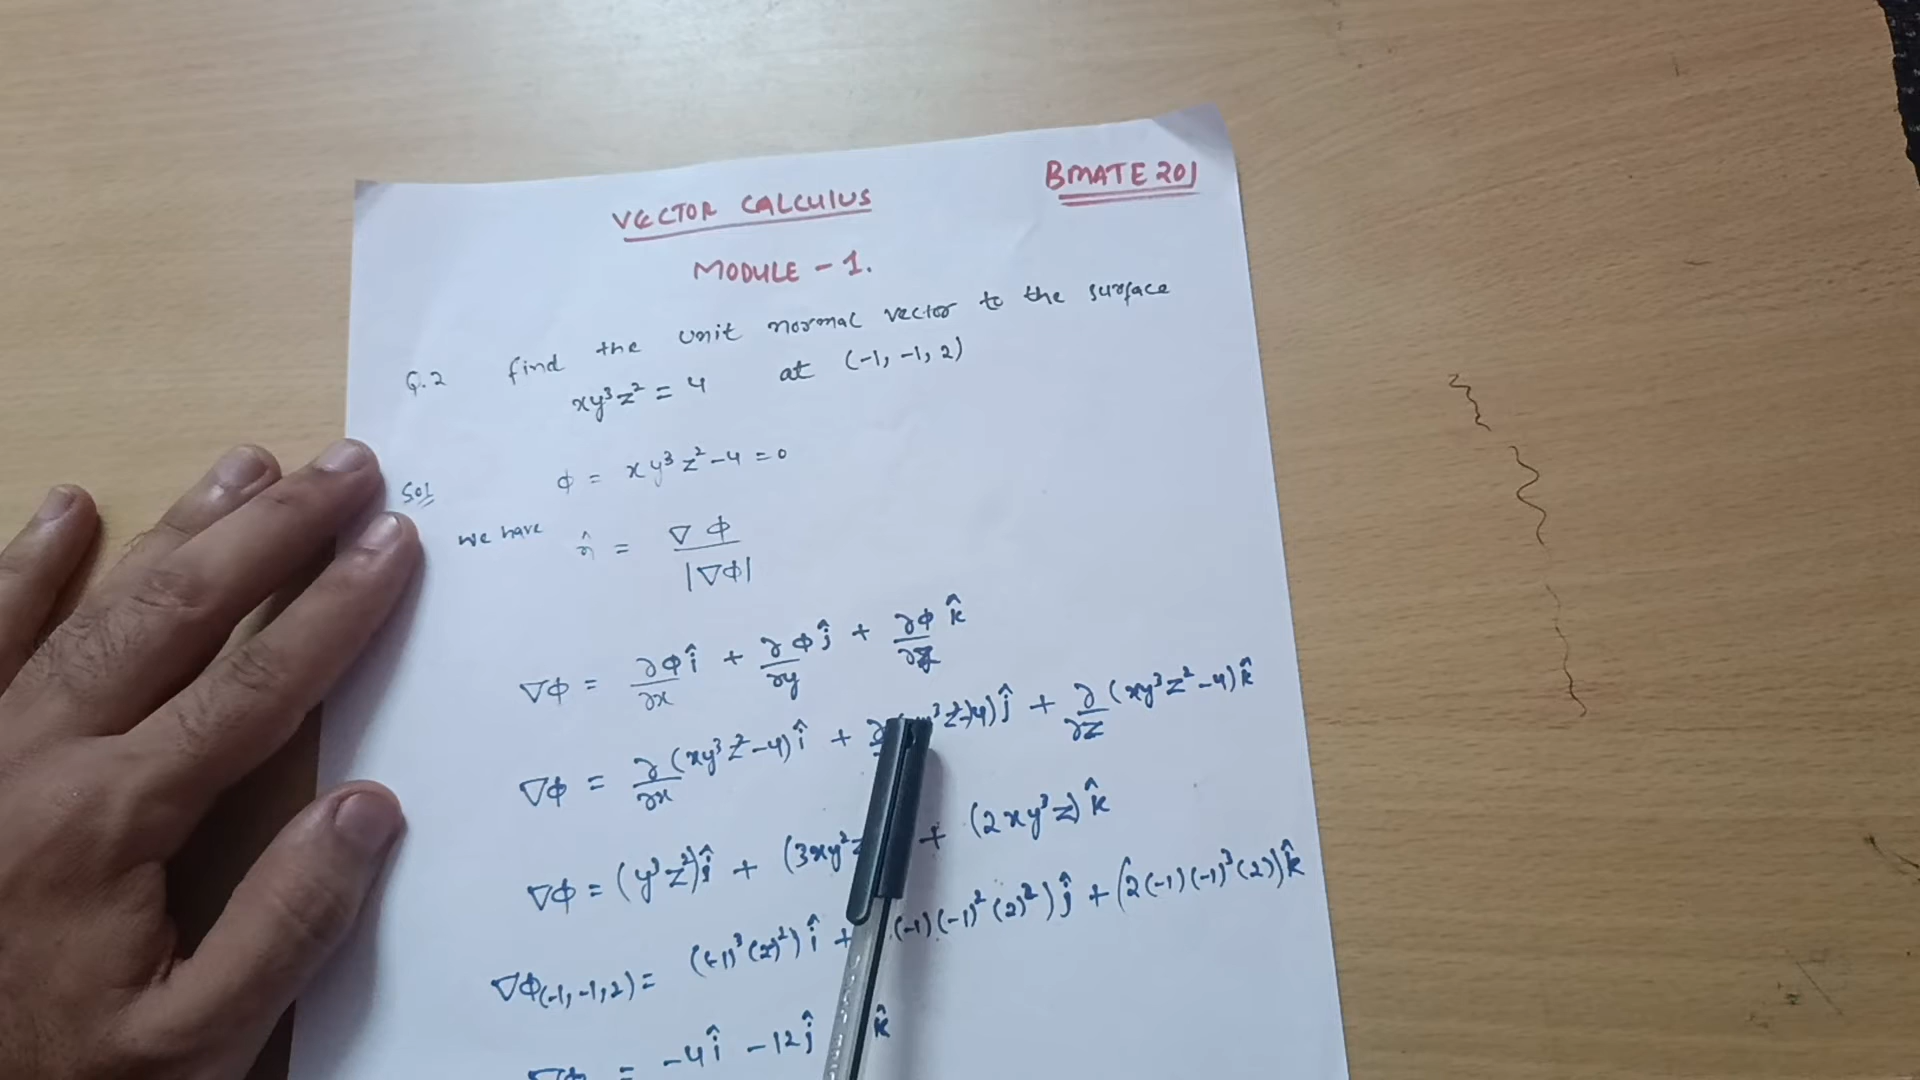 VECTOR CALCULUS
BMATE 201
MODULE - 1.
Q.2 find the unit normal vector to the surface
xy³z² = 4 at (-1, -1, 2)
Sol ϕ = xy³z² - 4 = 0
we have n̂ = ∇ϕ / |∇ϕ|
∇ϕ = ∂ϕ/∂x î + ∂ϕ/∂y ĵ + ∂ϕ/∂z k̂
∇ϕ = ∂/∂x (xy³z² - 4) î + ³z² - 4) ĵ + ∂/∂z (xy³z² - 4) k̂
∇ϕ = (y³z²) î + (3xy² + (2xy³z) k̂
∇ϕ(-1,-1,2) = ((-1)³(2)²) î + (-1)(-1)²(2)²) ĵ + (2(-1)(-1)³(2)) k̂
∇ϕ = -4î - 12ĵ k̂